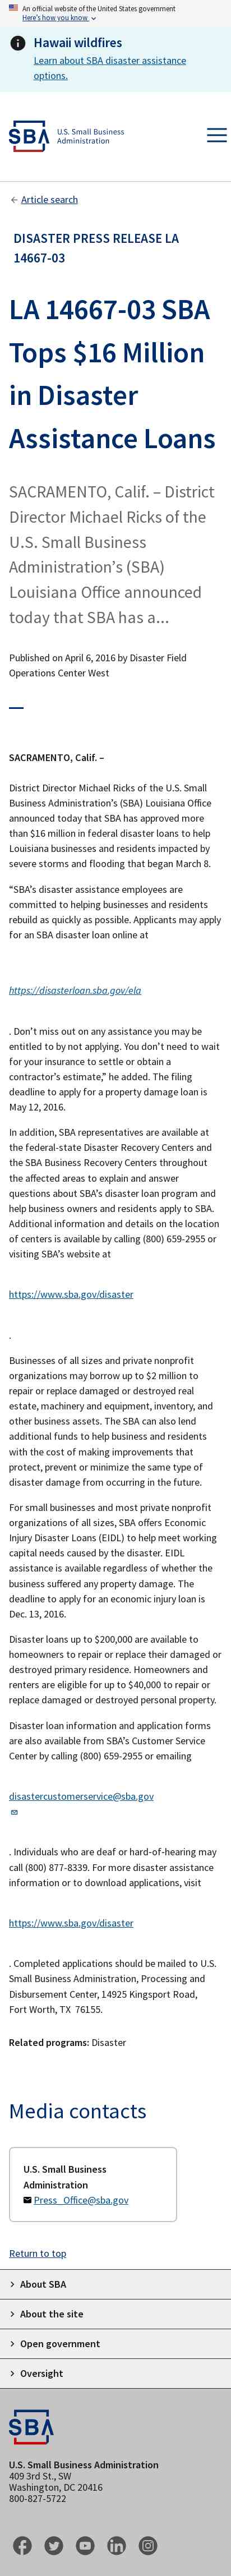 An official website of the United States government
Here's how you know
Hawaii wildfires
Learn about SBA disaster assistance
options.
SBA
U.S. Small Business
Administration
Article search
DISASTER PRESS RELEASE LA
14667-03
LA 14667-03 SBA
Tops $16 Million
in Disaster
Assistance Loans
SACRAMENTO, Calif. – District
Director Michael Ricks of the
U.S. Small Business
Administration's (SBA)
Louisiana Office announced
today that SBA has a...
Published on April 6, 2016 by Disaster Field
Operations Center West
SACRAMENTO, Calif. –
District Director Michael Ricks of the U.S. Small
Business Administration's (SBA) Louisiana Office
announced today that SBA has approved more
than $16 million in federal disaster loans to help
Louisiana businesses and residents impacted by
severe storms and flooding that began March 8.
“SBA's disaster assistance employees are
committed to helping businesses and residents
rebuild as quickly as possible. Applicants may apply
for an SBA disaster loan online at
https://disasterloan.sba.gov/ela
. Don't miss out on any assistance you may be
entitled to by not applying. You don't need to wait
for your insurance to settle or obtain a
contractor's estimate,” he added. The filing
deadline to apply for a property damage loan is
May 12, 2016.
In addition, SBA representatives are available at
the federal-state Disaster Recovery Centers and
the SBA Business Recovery Centers throughout
the affected areas to explain and answer
questions about SBA's disaster loan program and
help business owners and residents apply to SBA.
Additional information and details on the location
of centers is available by calling (800) 659-2955 or
visiting SBA's website at
https://www.sba.gov/disaster
.
Businesses of all sizes and private nonprofit
organizations may borrow up to $2 million to
repair or replace damaged or destroyed real
estate, machinery and equipment, inventory, and
other business assets. The SBA can also lend
additional funds to help business and residents
with the cost of making improvements that
protect, prevent or minimize the same type of
disaster damage from occurring in the future.
For small businesses and most private nonprofit
organizations of all sizes, SBA offers Economic
Injury Disaster Loans (EIDL) to help meet working
capital needs caused by the disaster. EIDL
assistance is available regardless of whether the
business suffered any property damage. The
deadline to apply for an economic injury loan is
Dec. 13, 2016.
Disaster loans up to $200,000 are available to
homeowners to repair or replace their damaged or
destroyed primary residence. Homeowners and
renters are eligible for up to $40,000 to repair or
replace damaged or destroyed personal property.
Disaster loan information and application forms
are also available from SBA's Customer Service
Center by calling (800) 659-2955 or emailing
disastercustomerservice@sba.gov
. Individuals who are deaf or hard-of-hearing may
call (800) 877-8339. For more disaster assistance
information or to download applications, visit
https://www.sba.gov/disaster
. Completed applications should be mailed to U.S.
Small Business Administration, Processing and
Disbursement Center, 14925 Kingsport Road,
Fort Worth, TX  76155.
Related programs: Disaster
Media contacts
U.S. Small Business
Administration
Press_Office@sba.gov
Return to top
About SBA
About the site
Open government
Oversight
SBA
U.S. Small Business Administration
409 3rd St., SW
Washington, DC 20416
800-827-5722